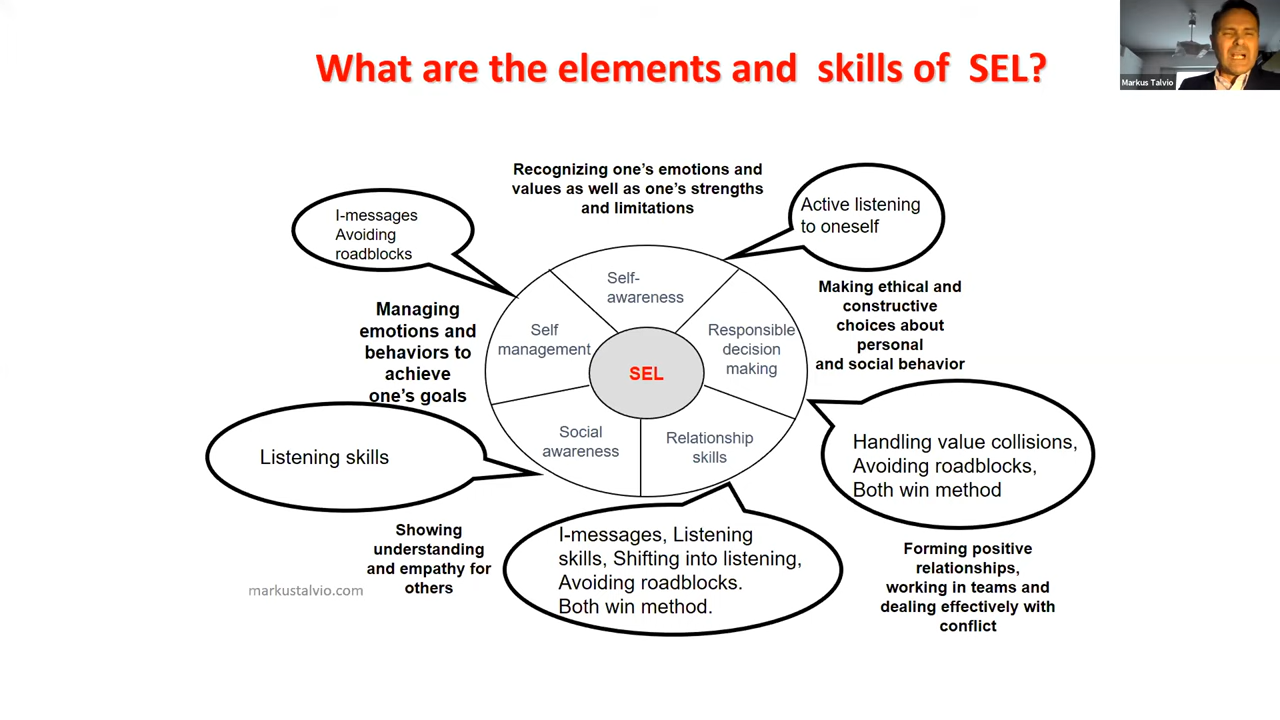 What are the elements and skills of SEL?
Markus Talvio
Recognizing one's emotions and
values as well as one's strengths
and limitations
I-messages
Avoiding
roadblocks
Active listening
to oneself
Self-
awareness
Making ethical and
constructive
choices about
personal
and social behavior
Managing
emotions and
behaviors to
achieve
one's goals
Self
management
Responsible
decision
making
SEL
Social
awareness
Relationship
skills
Listening skills
Handling value collisions,
Avoiding roadblocks,
Both win method
Showing
understanding
and empathy for
others
I-messages, Listening
skills, Shifting into listening,
Avoiding roadblocks.
Both win method.
Forming positive
relationships,
working in teams and
dealing effectively with
conflict
markustalvio.com